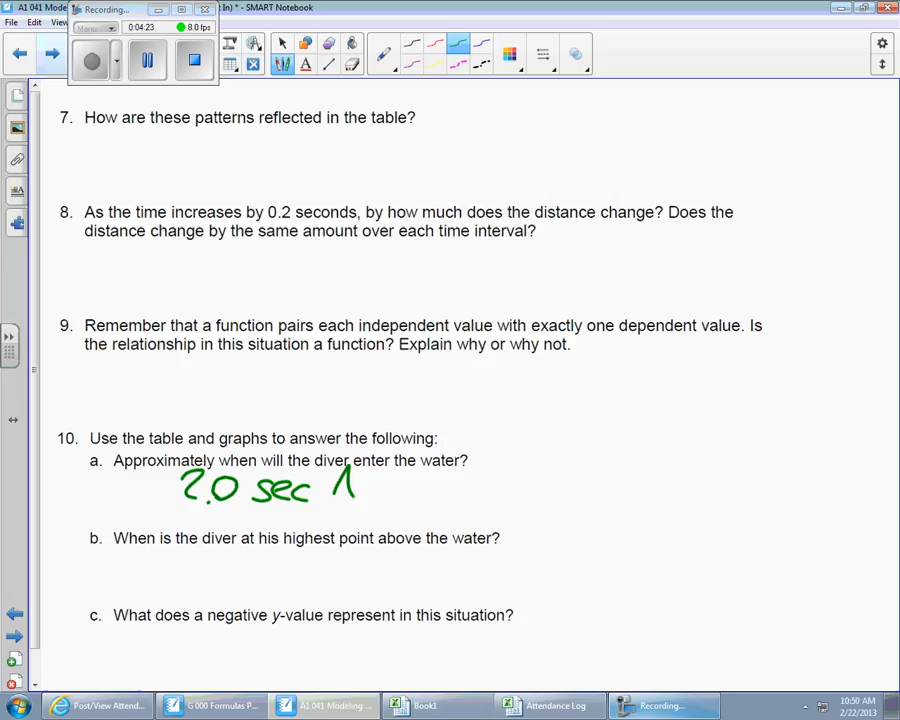 A1 041 Mode
In) * - SMART Notebook
Recording...
File Edit View
Manual
0:04:23
8.0 fps
7. How are these patterns reflected in the table?
8. As the time increases by 0.2 seconds, by how much does the distance change? Does the
distance change by the same amount over each time interval?
9. Remember that a function pairs each independent value with exactly one dependent value. Is
the relationship in this situation a function? Explain why or why not.
10. Use the table and graphs to answer the following:
a. Approximately when will the diver enter the water?
2.0 sec 1
b. When is the diver at his highest point above the water?
c. What does a negative y-value represent in this situation?
Post/View Attend...
G 000 Formulas P...
A1 041 Modeling ...
Book1
Attendance Log
Recording...
10:50 AM
2/22/2013